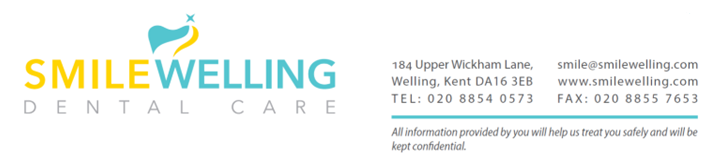 SMILEWELLING
DENTAL CARE
184 Upper Wickham Lane,
Welling, Kent DA16 3EB
TEL: 020 8854 0573
smile@smilewelling.com
www.smilewelling.com
FAX: 020 8855 7653
All information provided by you will help us treat you safely and will be
kept confidential.